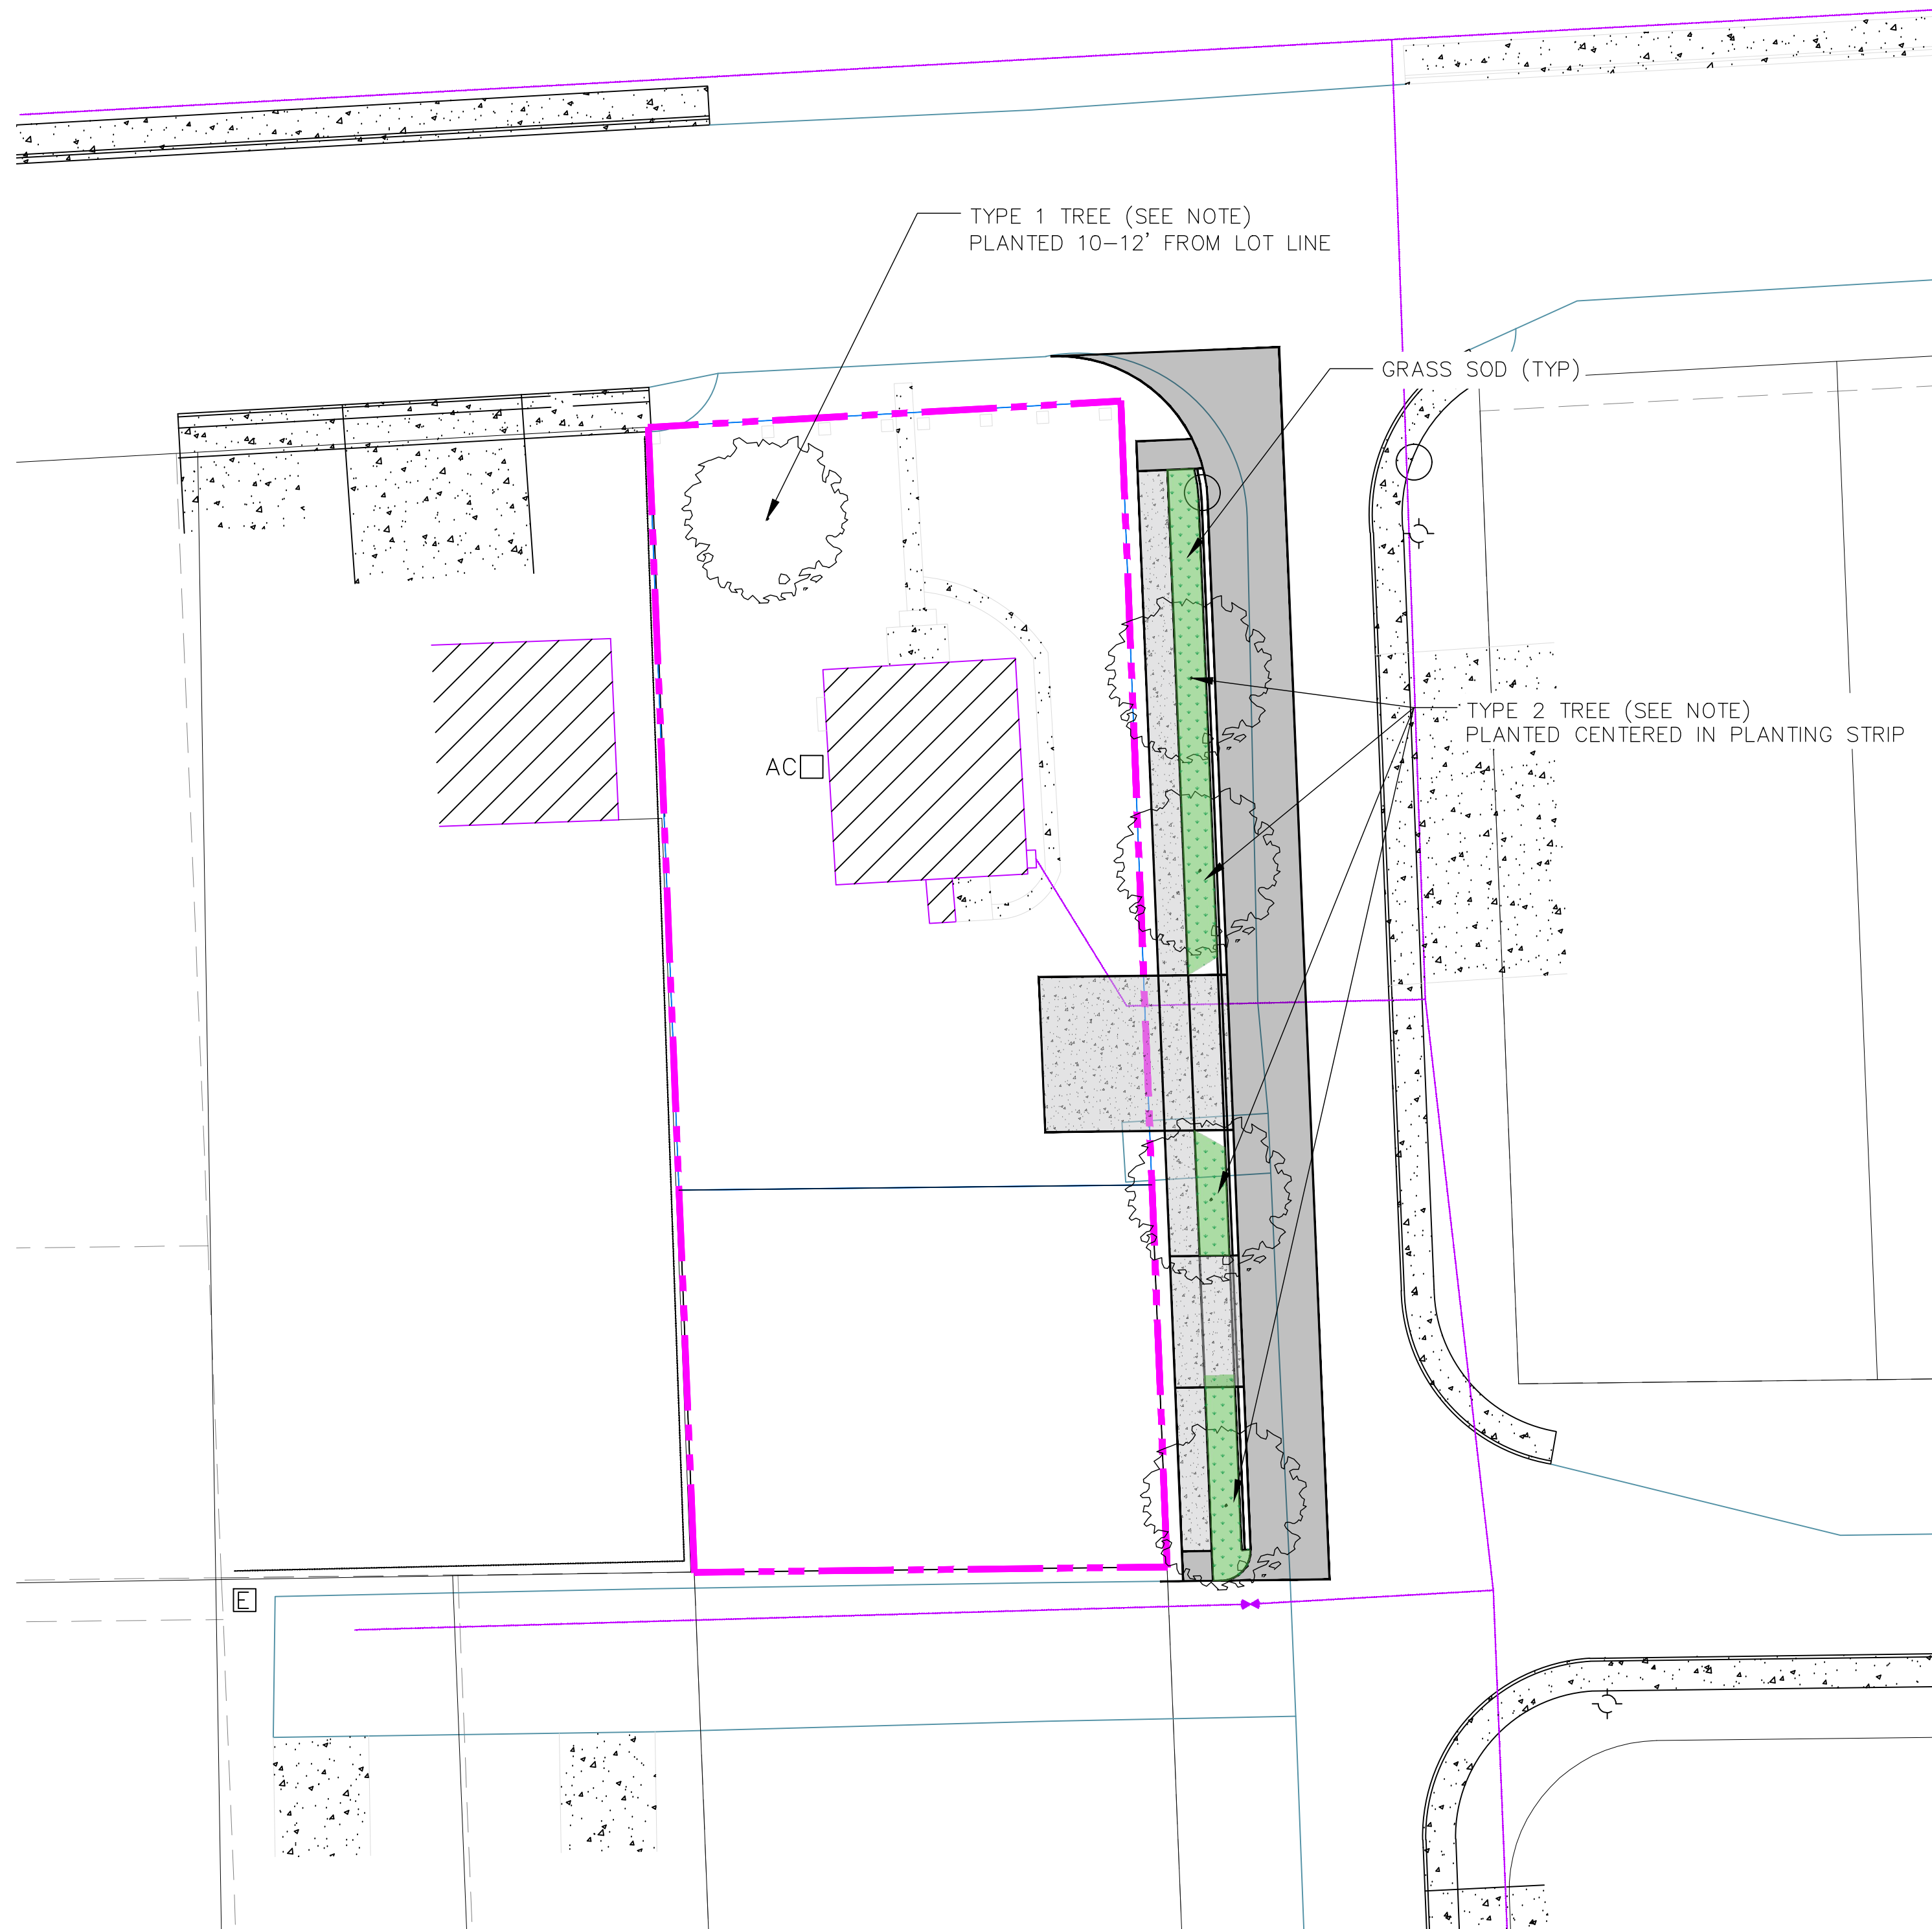 TYPE 1 TREE (SEE NOTE)
PLANTED 10-12' FROM LOT LINE
GRASS SOD (TYP)
TYPE 2 TREE (SEE NOTE)
PLANTED CENTERED IN PLANTING STRIP
AC
E